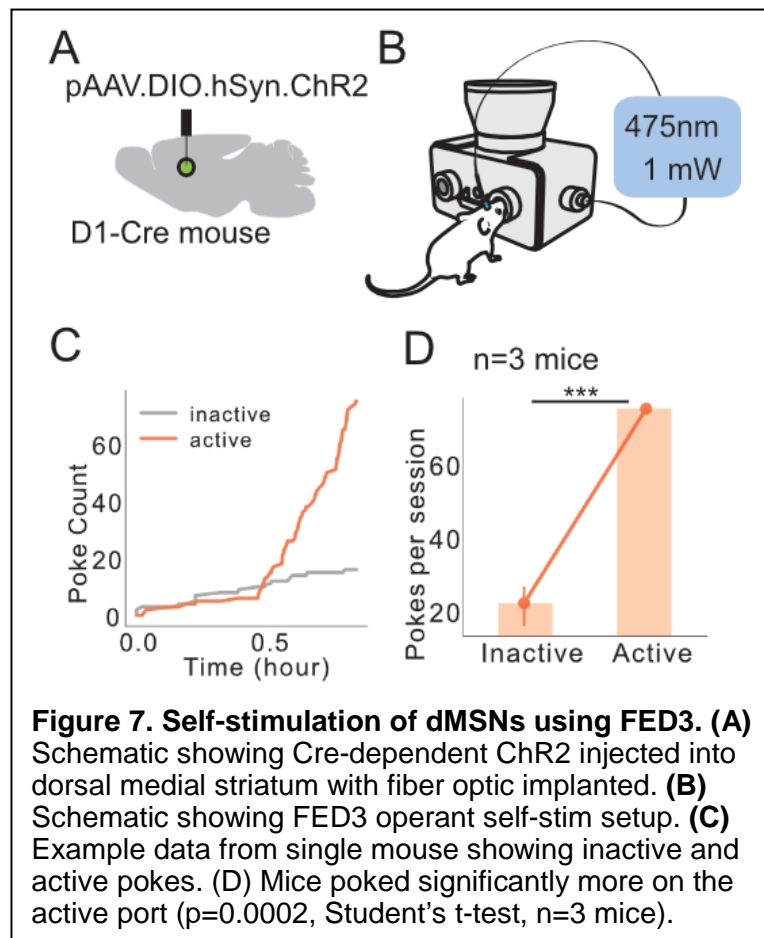 A
pAAV.DIO.hSyn.ChR2
D1-Cre mouse
B
475nm
1 mW
C
inactive
active
Poke Count
60
40
20
0
0.0
0.5
Time (hour)
D
n=3 mice
***
Pokes per session
60
40
20
Inactive
Active
Figure 7. Self-stimulation of dMSNs using FED3. (A)
Schematic showing Cre-dependent ChR2 injected into
dorsal medial striatum with fiber optic implanted. (B)
Schematic showing FED3 operant self-stim setup. (C)
Example data from single mouse showing inactive and
active pokes. (D) Mice poked significantly more on the
active port (p=0.0002, Student’s t-test, n=3 mice).